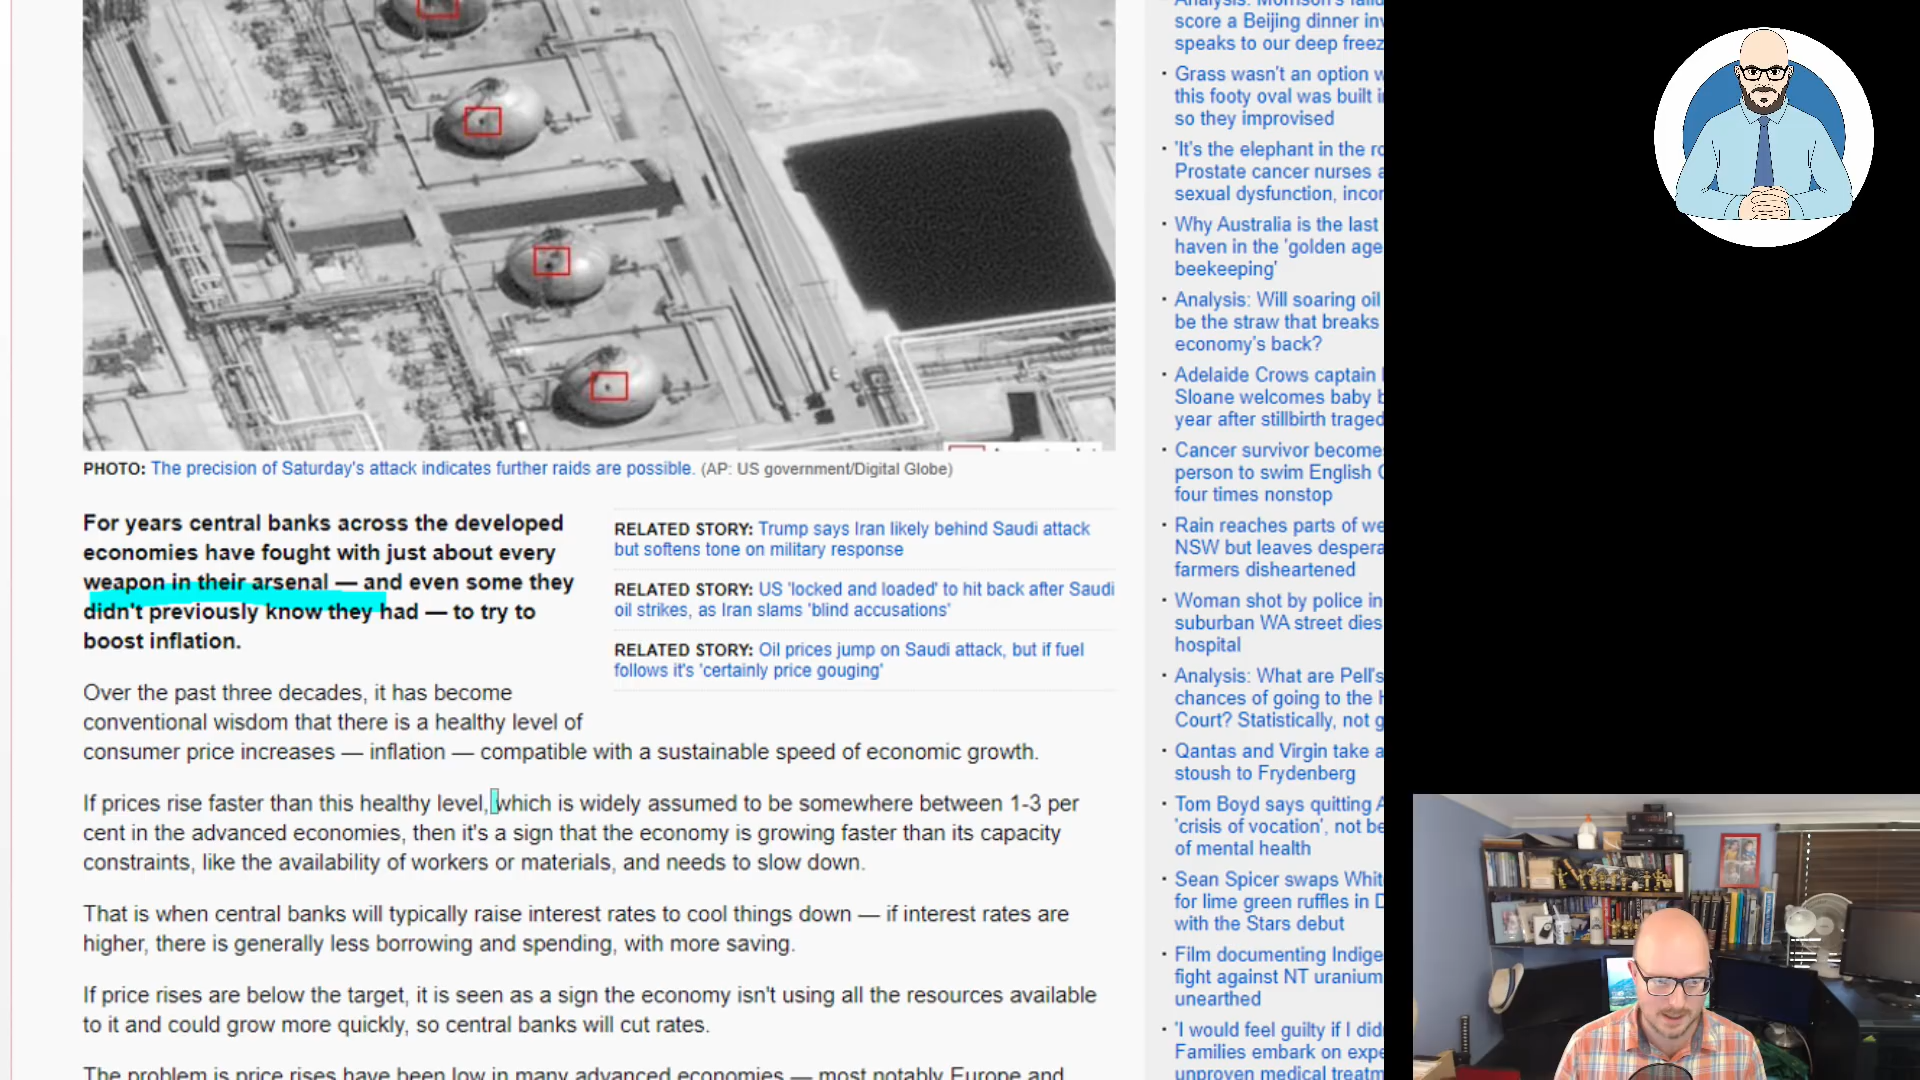 PHOTO: The precision of Saturday's attack indicates further raids are possible. (AP: US government/Digital Globe)
For years central banks across the developed
economies have fought with just about every
weapon in their arsenal — and even some they
didn't previously know they had — to try to
boost inflation.
RELATED STORY: Trump says Iran likely behind Saudi attack
but softens tone on military response
RELATED STORY: US 'locked and loaded' to hit back after Saudi
oil strikes, as Iran slams 'blind accusations'
RELATED STORY: Oil prices jump on Saudi attack, but if fuel
follows it's 'certainly price gouging'
Over the past three decades, it has become
conventional wisdom that there is a healthy level of
consumer price increases — inflation — compatible with a sustainable speed of economic growth.
If prices rise faster than this healthy level, which is widely assumed to be somewhere between 1-3 per
cent in the advanced economies, then it's a sign that the economy is growing faster than its capacity
constraints, like the availability of workers or materials, and needs to slow down.
That is when central banks will typically raise interest rates to cool things down — if interest rates are
higher, there is generally less borrowing and spending, with more saving.
If price rises are below the target, it is seen as a sign the economy isn't using all the resources available
to it and could grow more quickly, so central banks will cut rates.
The problem is price rises have been low in many advanced economies — most notably Europe and
score a Beijing dinner
speaks to our deep
Grass wasn't an option
this footy oval was built
so they improvised
'It's the elephant in the
Prostate cancer nurses
sexual dysfunction,
Why Australia is the last
haven in the 'golden age
beekeeping'
Analysis: Will soaring oil
be the straw that breaks
economy's back?
Adelaide Crows captain
Sloane welcomes baby
year after stillbirth
Cancer survivor
person to swim English
four times nonstop
Rain reaches parts of
NSW but leaves
farmers disheartened
Woman shot by police in
suburban WA street dies
hospital
Analysis: What are Pell's
chances of going to the
Court? Statistically, not
Qantas and Virgin take
stoush to Frydenberg
Tom Boyd says quitting
'crisis of vocation', not
of mental health
Sean Spicer swaps
for lime green ruffles in
with the Stars debut
Film documenting
fight against NT uranium
unearthed
'I would feel guilty if I
Families embark on
unproven medical